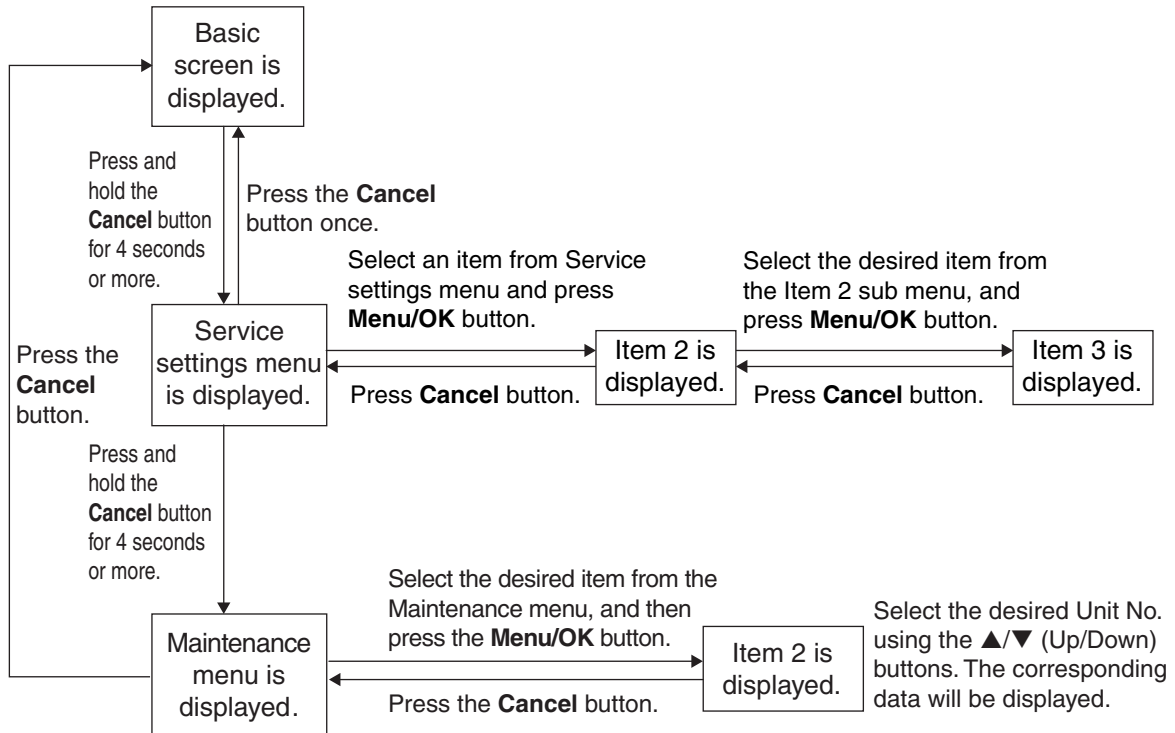 Basic
screen is
displayed.
Press and
hold the
Cancel button
for 4 seconds
or more.
Press the Cancel
button once.
Select an item from Service
settings menu and press
Menu/OK button.
Select the desired item from
the Item 2 sub menu, and
press Menu/OK button.
Press the
Cancel
button.
Service
settings menu
is displayed.
Item 2 is
displayed.
Item 3 is
displayed.
Press Cancel button.
Press Cancel button.
Press and
hold the
Cancel button
for 4 seconds
or more.
Select the desired item from the
Maintenance menu, and then
press the Menu/OK button.
Maintenance
menu is
displayed.
Item 2 is
displayed.
Press the Cancel button.
Select the desired Unit No.
using the ▲/▼ (Up/Down)
buttons. The corresponding
data will be displayed.